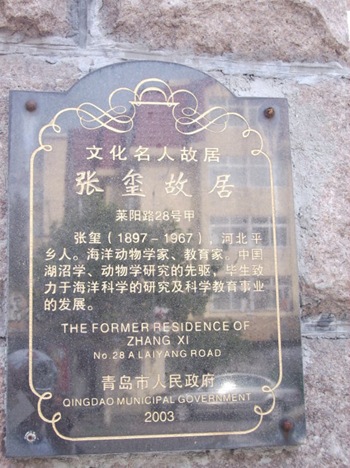 文化名人故居
张玺故居
莱阳路28号甲
张玺(1897-1967),河北平
乡人。海洋动物学家、教育家。中国
湖沼学、动物学研究的先驱,毕生致
力于海洋科学的研究及科学教育事业
的发展。
THE FORMER RESIDENCE OF
ZHANG XI
No.28 A LAIYANG ROAD
青岛市人民政府
QINGDAO MUNICIPAL GOVERNMENT
2003